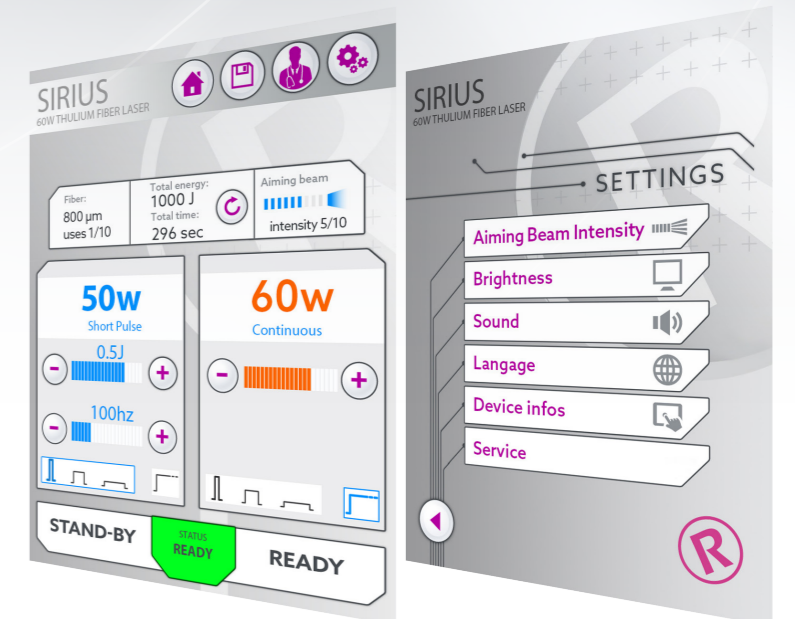 SIRIUS
60W THULIUM FIBER LASER
Fiber:
800 µm
uses 1/10
Total energy:
1000 J
Total time:
296 sec
Aiming beam
intensity 5/10
50w
Short Pulse
0.5J
100hz
60w
Continuous
STAND-BY
STATUS
READY
READY
SIRIUS
60W THULIUM FIBER LASER
SETTINGS
Aiming Beam Intensity
Brightness
Sound
Langage
Device infos
Service
R